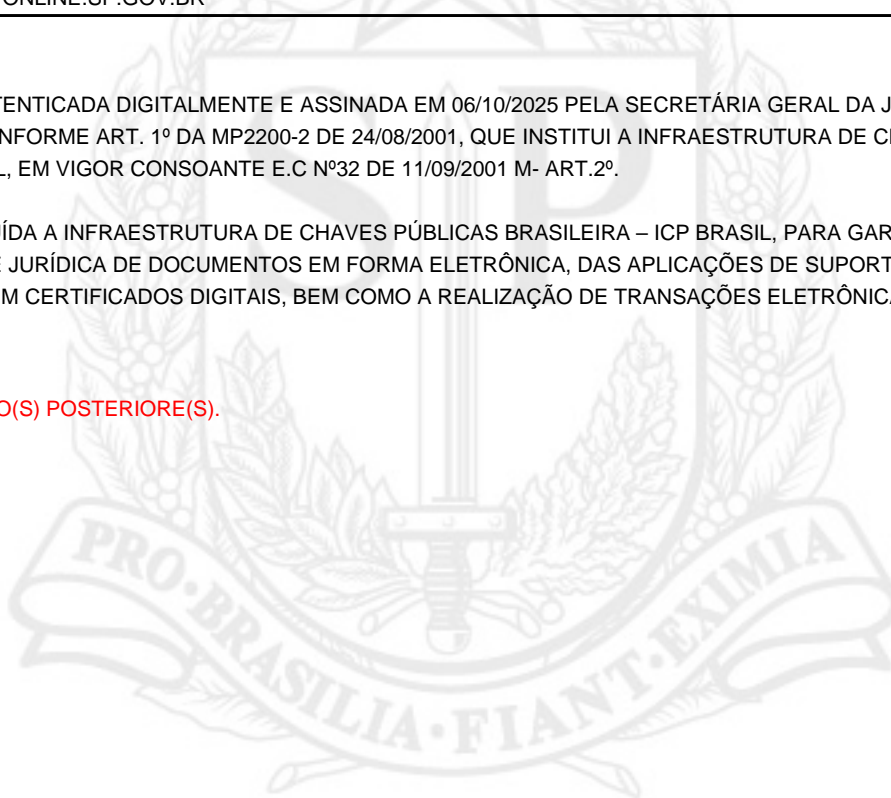 ONLINE.SP.GOV.BR
TENTICADA DIGITALMENTE E ASSINADA EM 06/10/2025 PELA SECRETÁRIA GERAL DA J
NFORME ART. 1º DA MP2200-2 DE 24/08/2001, QUE INSTITUI A INFRAESTRUTURA DE C
L, EM VIGOR CONSOANTE E.C Nº32 DE 11/09/2001 M- ART.2º.
ÍDA A INFRAESTRUTURA DE CHAVES PÚBLICAS BRASILEIRA – ICP BRASIL, PARA GAR
E JURÍDICA DE DOCUMENTOS EM FORMA ELETRÔNICA, DAS APLICAÇÕES DE SUPORT
M CERTIFICADOS DIGITAIS, BEM COMO A REALIZAÇÃO DE TRANSAÇÕES ELETRÔNICA
O(S) POSTERIORE(S).
SP
PRO·BRASILIA·FIANT·EXIMIA